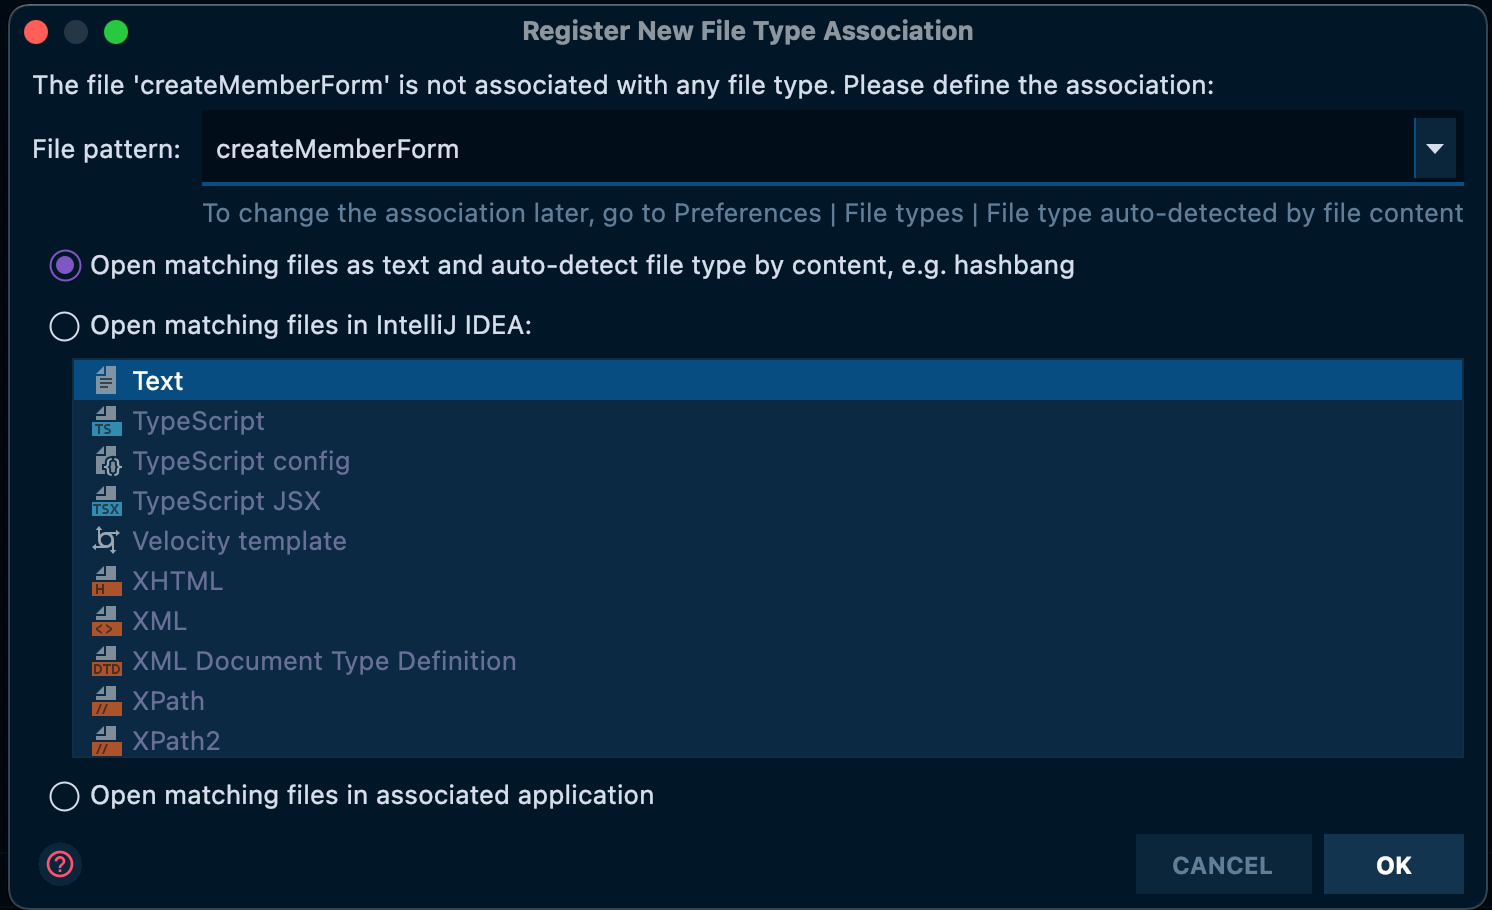 Register New File Type Association
The file 'createMemberForm' is not associated with any file type. Please define the association:
File pattern: createMemberForm
To change the association later, go to Preferences | File types | File type auto-detected by file content
Open matching files as text and auto-detect file type by content, e.g. hashbang
Open matching files in IntelliJ IDEA:
Text
TS TypeScript
{} TypeScript config
TSX TypeScript JSX
Velocity template
H XHTML
<> XML
DTD XML Document Type Definition
// XPath
// XPath2
Open matching files in associated application
? CANCEL OK